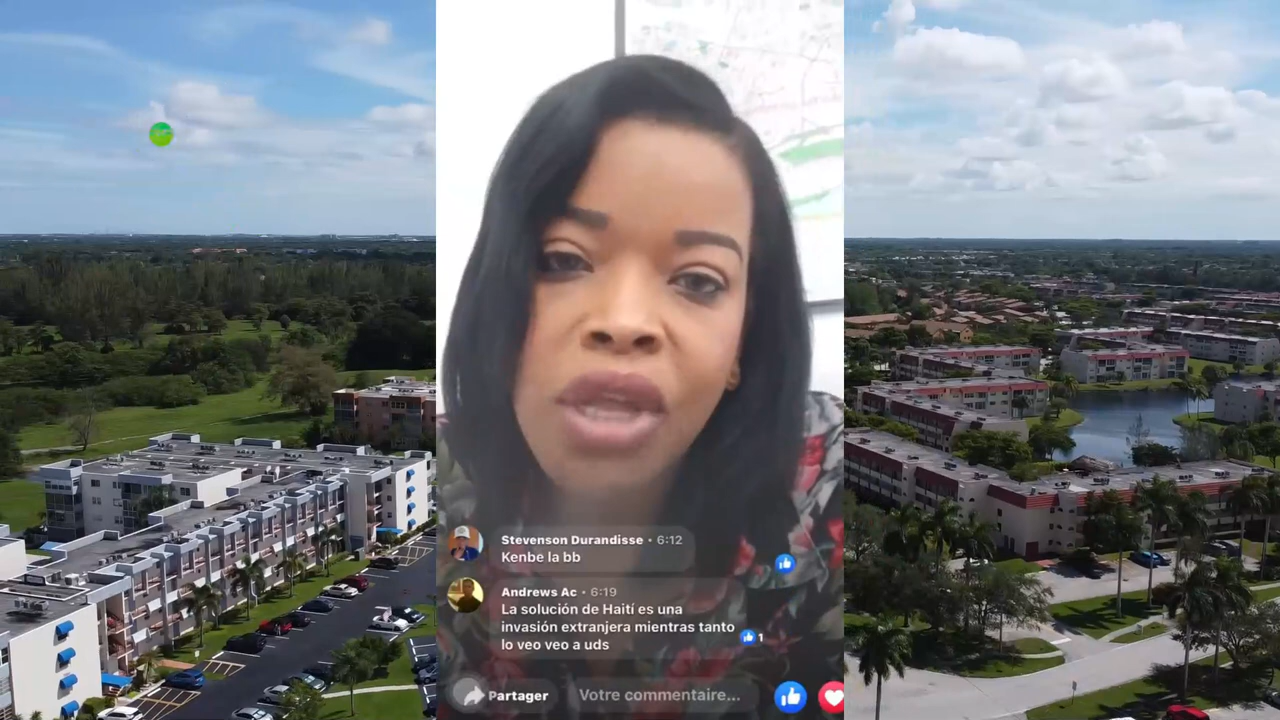 Stevenson Durandisse • 6:12
Kenbe la bb
Andrews Ac • 6:19
La solución de Haití es una
invasión extranjera mientras tanto
lo veo veo a uds
1
Partager
Votre commentaire...